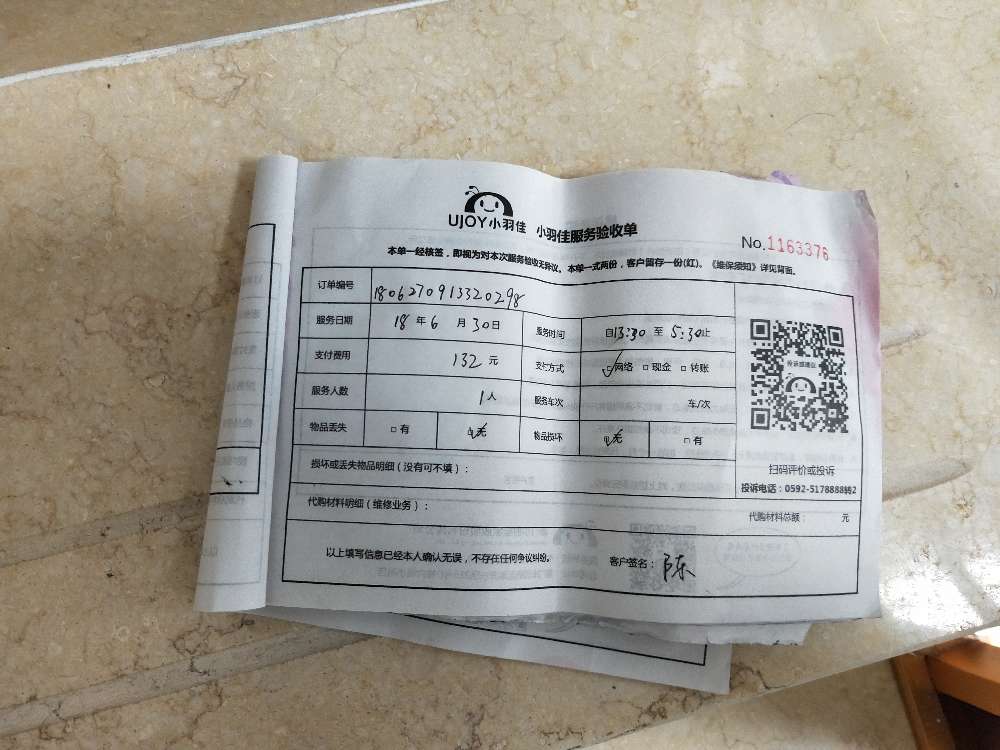 UJOY小羽佳 小羽佳服务验收单
No.1163376
本单一经核签，即视为对本次服务验收无异议。本单一式两份，客户留存一份(红)。《维保须知》详见背面。
订单编号 1806270913320298
服务日期 18年6月30日 服务时间 自13:30至5:30止
支付费用 132元 支付方式 ☑网络 □现金 □转账
服务人数 1人 服务车次 车/次
物品丢失 □有 ☑无 物品损坏 ☑无 □有
扫码评价或投诉
投诉电话：0592-5178888转2
损坏或丢失物品明细（没有可不填）：
代购材料明细（维修业务）： 代购材料总额： 元
以上填写信息已经本人确认无误，不存在任何争议纠纷。 客户签名：陈